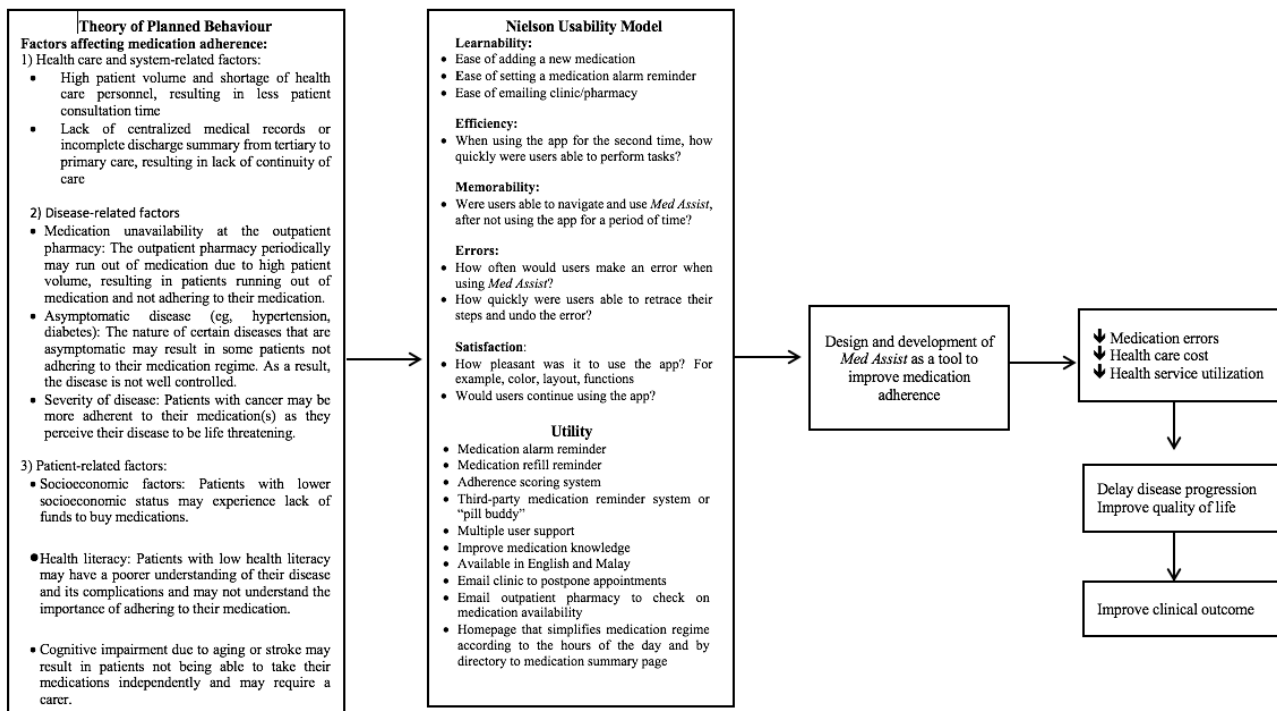 Theory of Planned Behaviour
Factors affecting medication adherence:
1) Health care and system-related factors:
• High patient volume and shortage of health
care personnel, resulting in less patient
consultation time
• Lack of centralized medical records or
incomplete discharge summary from tertiary to
primary care, resulting in lack of continuity of
care
2) Disease-related factors
• Medication unavailability at the outpatient
pharmacy: The outpatient pharmacy periodically
may run out of medication due to high patient
volume, resulting in patients running out of
medication and not adhering to their medication.
• Asymptomatic disease (eg, hypertension,
diabetes): The nature of certain diseases that are
asymptomatic may result in some patients not
adhering to their medication regime. As a result,
the disease is not well controlled.
• Severity of disease: Patients with cancer may be
more adherent to their medication(s) as they
perceive their disease to be life threatening.
3) Patient-related factors:
• Socioeconomic factors: Patients with lower
socioeconomic status may experience lack of
funds to buy medications.
• Health literacy: Patients with low health literacy
may have a poorer understanding of their disease
and its complications and may not understand the
importance of adhering to their medication.
• Cognitive impairment due to aging or stroke may
result in patients not being able to take their
medications independently and may require a
carer.
Nielson Usability Model
Learnability:
• Ease of adding a new medication
• Ease of setting a medication alarm reminder
• Ease of emailing clinic/pharmacy
Efficiency:
• When using the app for the second time, how
quickly were users able to perform tasks?
Memorability:
• Were users able to navigate and use Med Assist,
after not using the app for a period of time?
Errors:
• How often would users make an error when
using Med Assist?
• How quickly were users able to retrace their
steps and undo the error?
Satisfaction:
• How pleasant was it to use the app? For
example, color, layout, functions
• Would users continue using the app?
Utility
• Medication alarm reminder
• Medication refill reminder
• Adherence scoring system
• Third-party medication reminder system or
“pill buddy”
• Multiple user support
• Improve medication knowledge
• Available in English and Malay
• Email clinic to postpone appointments
• Email outpatient pharmacy to check on
medication availability
• Homepage that simplifies medication regime
according to the hours of the day and by
directory to medication summary page
Design and development of
Med Assist as a tool to
improve medication
adherence
↓ Medication errors
↓ Health care cost
↓ Health service utilization
Delay disease progression
Improve quality of life
Improve clinical outcome